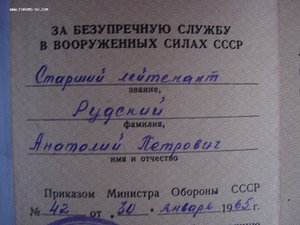 ЗА БЕЗУПРЕЧНУЮ СЛУЖБУ
В ВООРУЖЕННЫХ СИЛАХ СССР
Старший лейтенант
звание,
Рудский
фамилия,
Анатолий Петрович
имя и отчество
Приказом Министра Обороны СССР
№ 42 от „30“ января 1965 г.